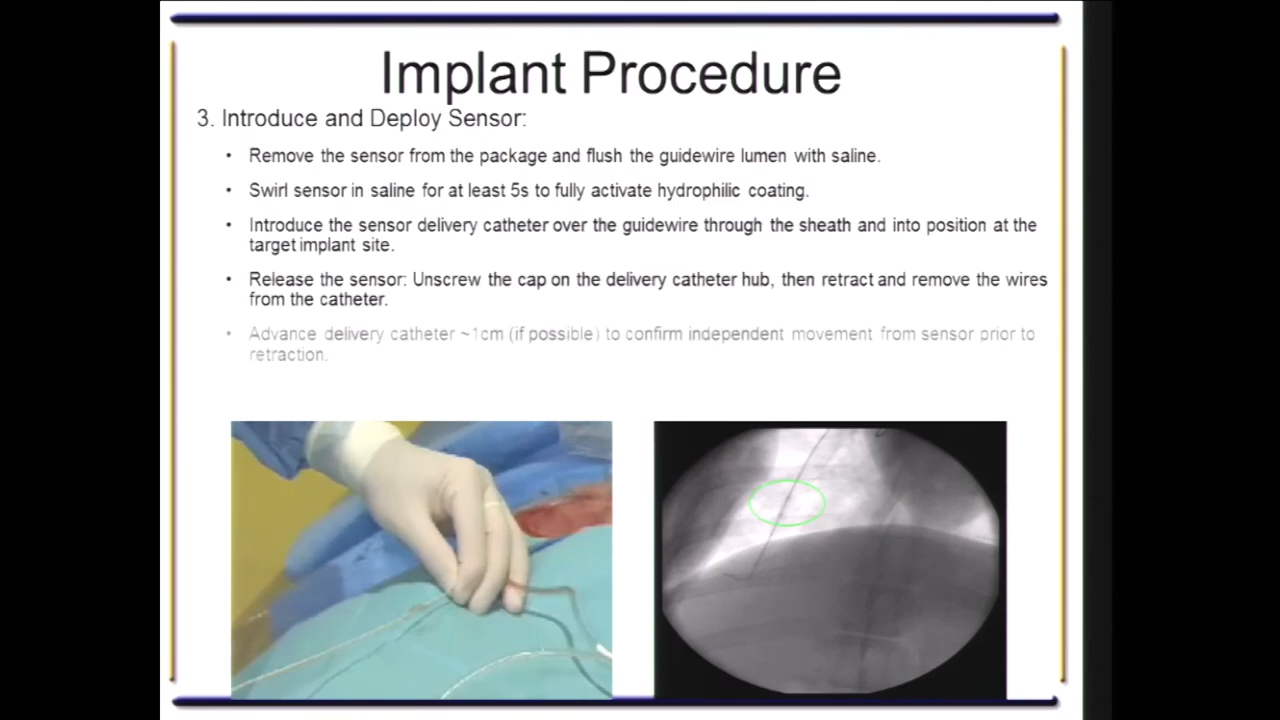 Implant Procedure
3. Introduce and Deploy Sensor:
• Remove the sensor from the package and flush the guidewire lumen with saline.
• Swirl sensor in saline for at least 5s to fully activate hydrophilic coating.
• Introduce the sensor delivery catheter over the guidewire through the sheath and into position at the
target implant site.
• Release the sensor: Unscrew the cap on the delivery catheter hub, then retract and remove the wires
from the catheter.
• Advance delivery catheter ~1cm (if possible) to confirm independent movement from sensor prior to
retraction.